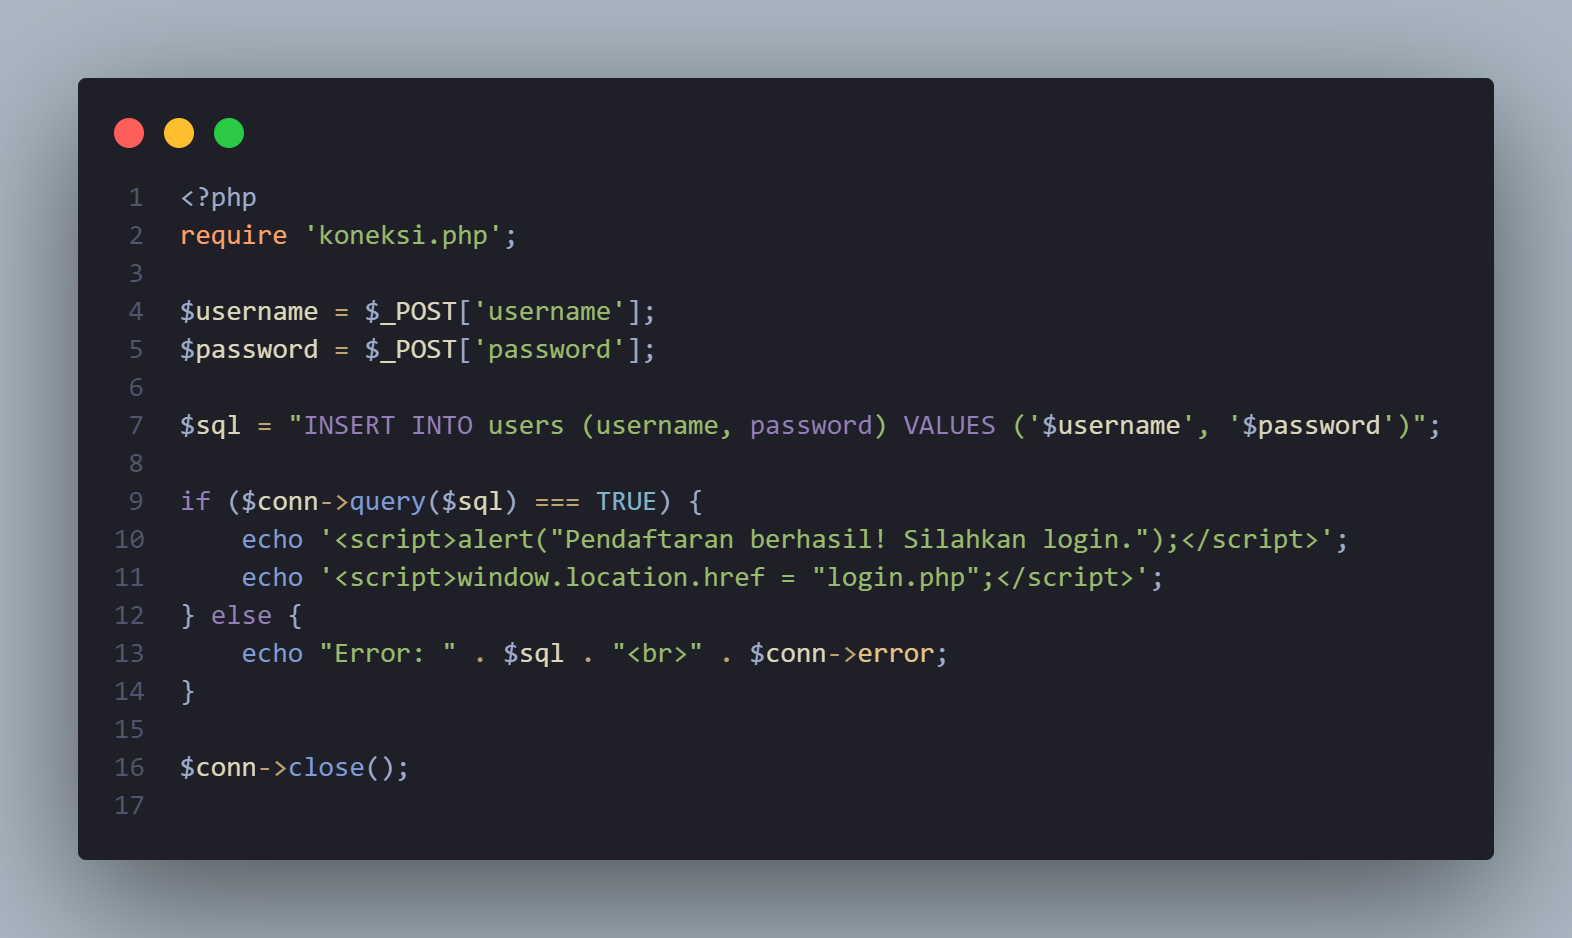 1 <?php
2 require 'koneksi.php';
3
4 $username = $_POST['username'];
5 $password = $_POST['password'];
6
7 $sql = "INSERT INTO users (username, password) VALUES ('$username', '$password')";
8
9 if ($conn->query($sql) === TRUE) {
10     echo '<script>alert("Pendaftaran berhasil! Silahkan login.");</script>';
11     echo '<script>window.location.href = "login.php";</script>';
12 } else {
13     echo "Error: " . $sql . "<br>" . $conn->error;
14 }
15
16 $conn->close();
17